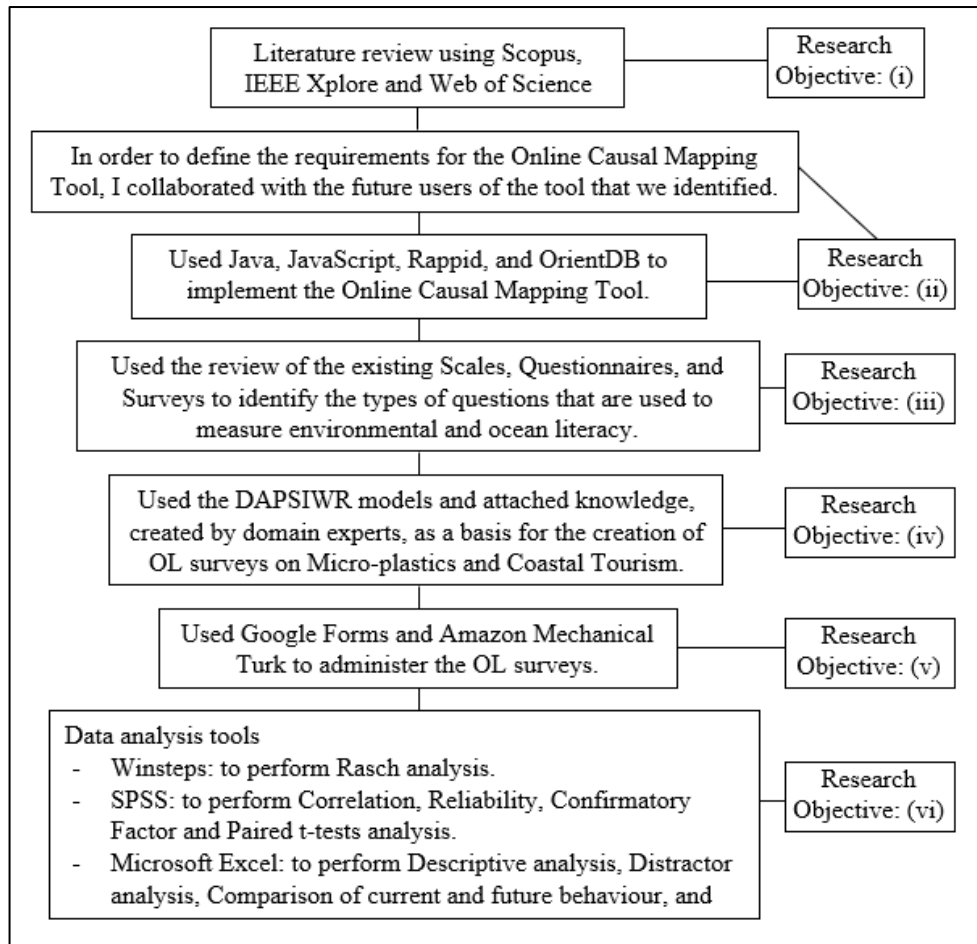 Literature review using Scopus,
IEEE Xplore and Web of Science
Research
Objective: (i)
In order to define the requirements for the Online Causal Mapping
Tool, I collaborated with the future users of the tool that we identified.
Used Java, JavaScript, Rappid, and OrientDB to
implement the Online Causal Mapping Tool.
Research
Objective: (ii)
Used the review of the existing Scales, Questionnaires, and
Surveys to identify the types of questions that are used to
measure environmental and ocean literacy.
Research
Objective: (iii)
Used the DAPSIWR models and attached knowledge,
created by domain experts, as a basis for the creation of
OL surveys on Micro-plastics and Coastal Tourism.
Research
Objective: (iv)
Used Google Forms and Amazon Mechanical
Turk to administer the OL surveys.
Research
Objective: (v)
Data analysis tools
- Winsteps: to perform Rasch analysis.
- SPSS: to perform Correlation, Reliability, Confirmatory
Factor and Paired t-tests analysis.
- Microsoft Excel: to perform Descriptive analysis, Distractor
analysis, Comparison of current and future behaviour, and
Research
Objective: (vi)